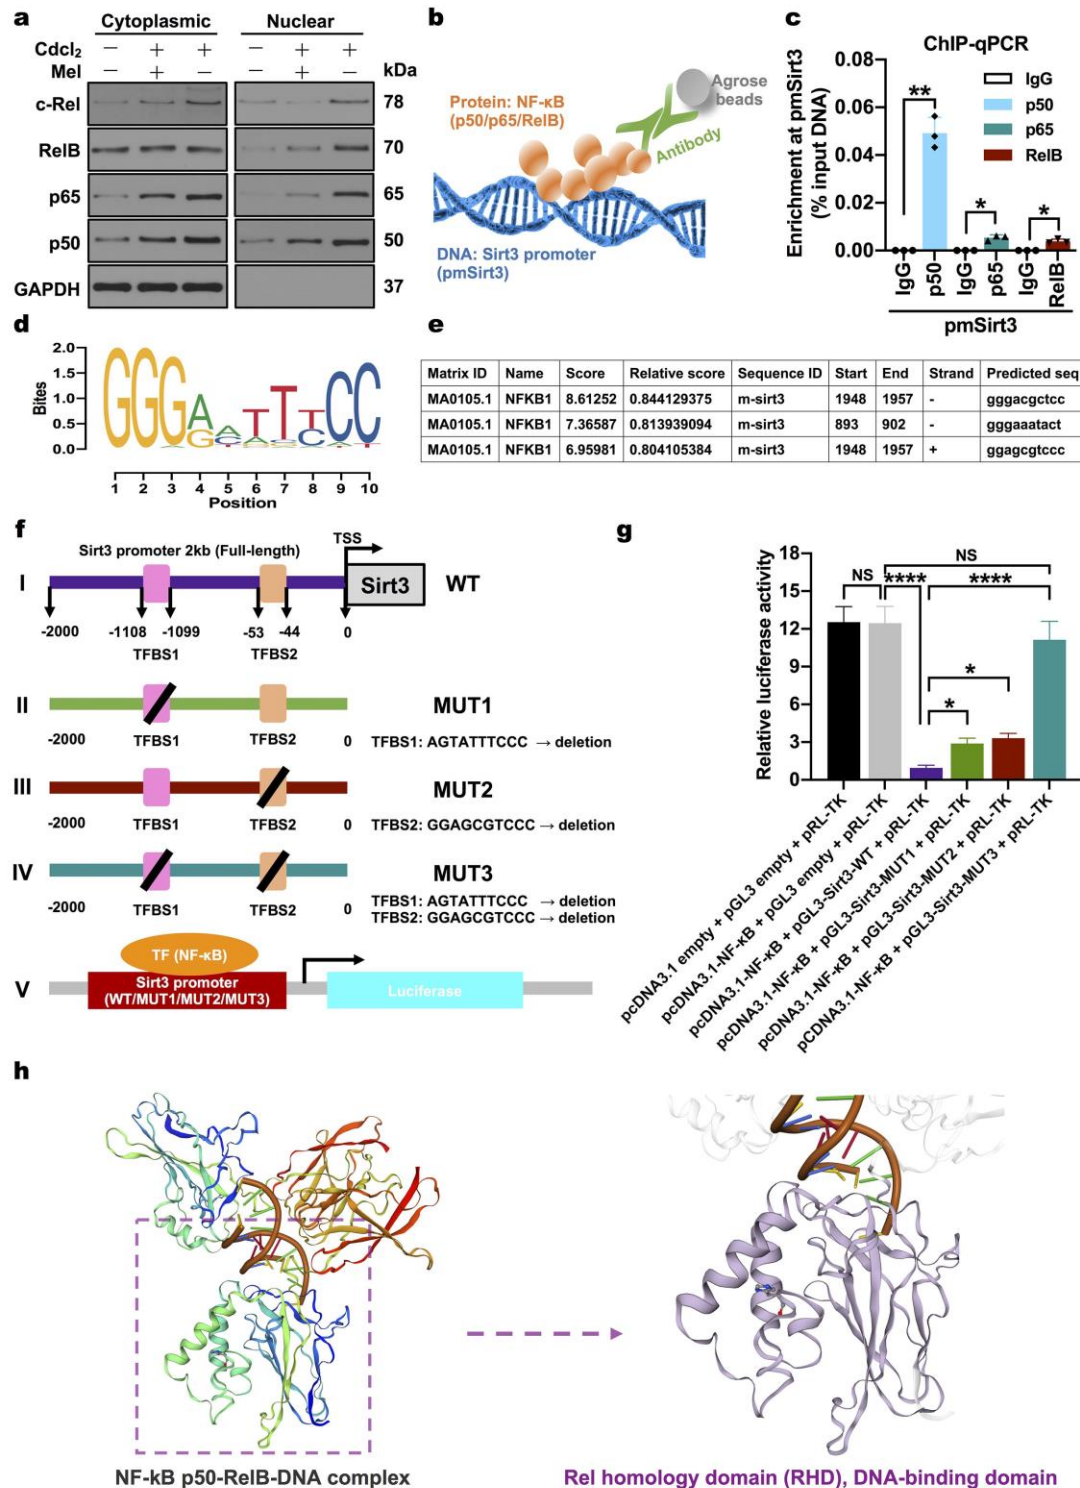 a
Cytoplasmic Nuclear
Cdcl₂ − + + − + +
Mel − + − − + − kDa
c-Rel 78
RelB 70
p65 65
p50 50
GAPDH 37
b
Agrose
beads
Protein: NF-κB
(p50/p65/RelB)
Antibody
DNA: Sirt3 promoter
(pmSirt3)
c
ChIP-qPCR
Enrichment at pmSirt3
(% input DNA)
0.08
0.06
0.04
0.02
0.00
** * *
IgG
p50
p65
RelB
IgG p50 IgG p65 IgG RelB
pmSirt3
d
Bites
2.0
1.5
1.0
0.5
0.0
GGGAATTTCC
1 2 3 4 5 6 7 8 9 10
Position
e
Matrix ID Name Score Relative score Sequence ID Start End Strand Predicted seq
MA0105.1 NFKB1 8.61252 0.844129375 m-sirt3 1948 1957 - gggacgctcc
MA0105.1 NFKB1 7.36587 0.813939094 m-sirt3 893 902 - gggaaatact
MA0105.1 NFKB1 6.95981 0.804105384 m-sirt3 1948 1957 + ggagcgtccc
f
Sirt3 promoter 2kb (Full-length) TSS
I Sirt3 WT
-2000 -1108 -1099 -53 -44 0
TFBS1 TFBS2
II MUT1
-2000 TFBS1 TFBS2 0 TFBS1: AGTATTTCCC → deletion
III MUT2
-2000 TFBS1 TFBS2 0 TFBS2: GGAGCGTCCC → deletion
IV MUT3
-2000 TFBS1 TFBS2 0 TFBS1: AGTATTTCCC → deletion
TFBS2: GGAGCGTCCC → deletion
TF (NF-κB)
V Sirt3 promoter
(WT/MUT1/MUT2/MUT3)
Luciferase
g
Relative luciferase activity
18
15
12
9
6
3
0
NS
NS **** ****
*
*
pcDNA3.1 empty + pGL3 empty + pRL-TK
pcDNA3.1-NF-κB + pGL3 empty + pRL-TK
pcDNA3.1-NF-κB + pGL3-Sirt3-WT + pRL-TK
pcDNA3.1-NF-κB + pGL3-Sirt3-MUT1 + pRL-TK
pcDNA3.1-NF-κB + pGL3-Sirt3-MUT2 + pRL-TK
pCDNA3.1-NF-κB + pGL3-Sirt3-MUT3 + pRL-TK
h
NF-kB p50-RelB-DNA complex
Rel homology domain (RHD), DNA-binding domain